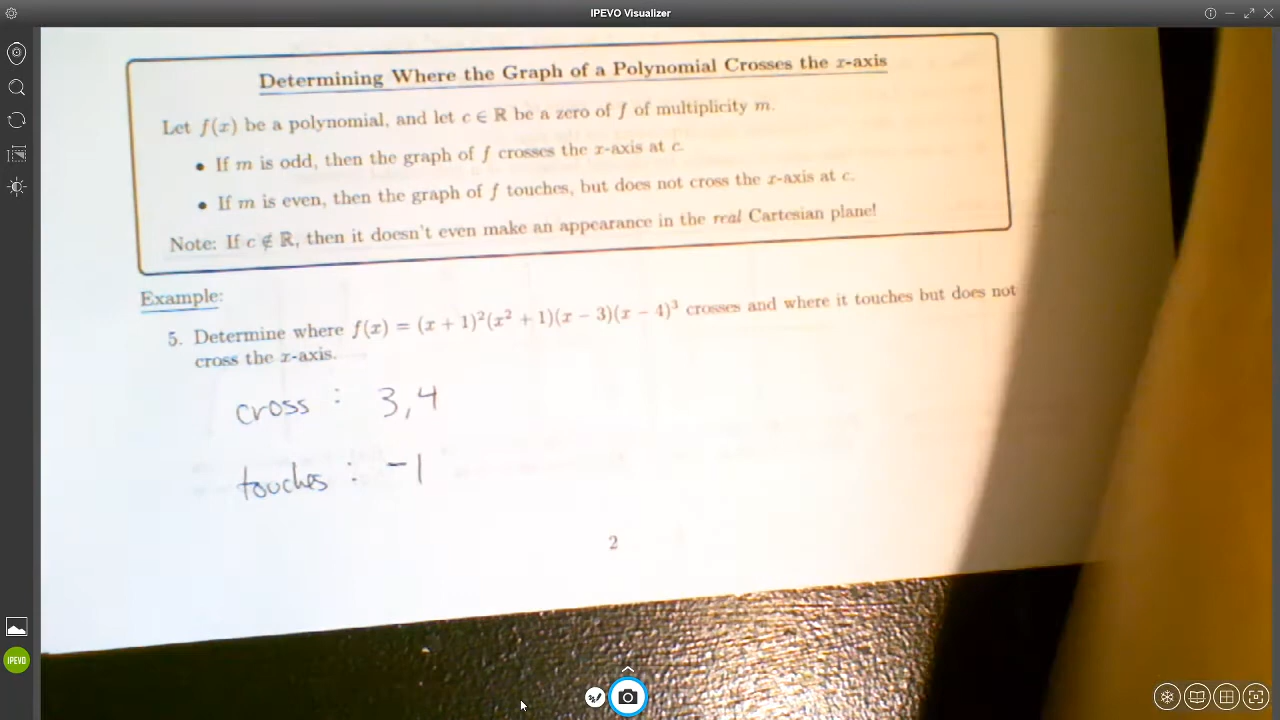 IPEVO Visualizer
Determining Where the Graph of a Polynomial Crosses the x-axis
Let f(x) be a polynomial, and let c ∈ ℝ be a zero of f of multiplicity m.
• If m is odd, then the graph of f crosses the x-axis at c.
• If m is even, then the graph of f touches, but does not cross the x-axis at c.
Note: If c ∉ ℝ, then it doesn't even make an appearance in the real Cartesian plane!
Example:
5. Determine where f(x) = (x + 1)²(x² + 1)(x − 3)(x − 4)³ crosses and where it touches but does not
cross the x-axis.
cross : 3,4
touches : −1
2
IPEVO